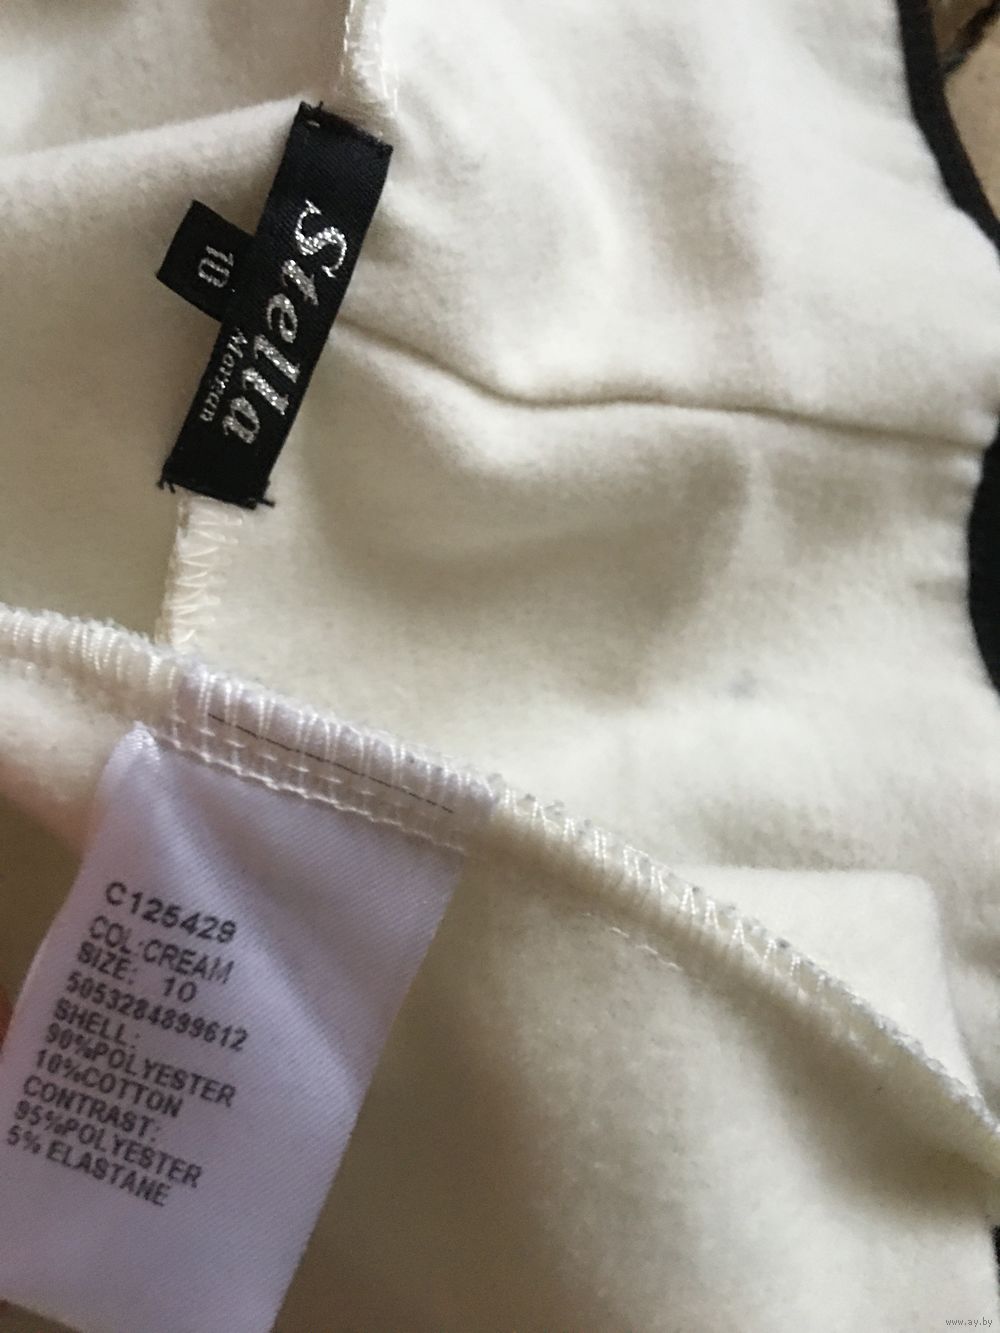 Stella
Morzan
10
C125429
COL:CREAM
SIZE: 10
5053284899612
SHELL:
90%POLYESTER
10%COTTON
CONTRAST:
95%POLYESTER
5% ELASTANE
www.ay.by